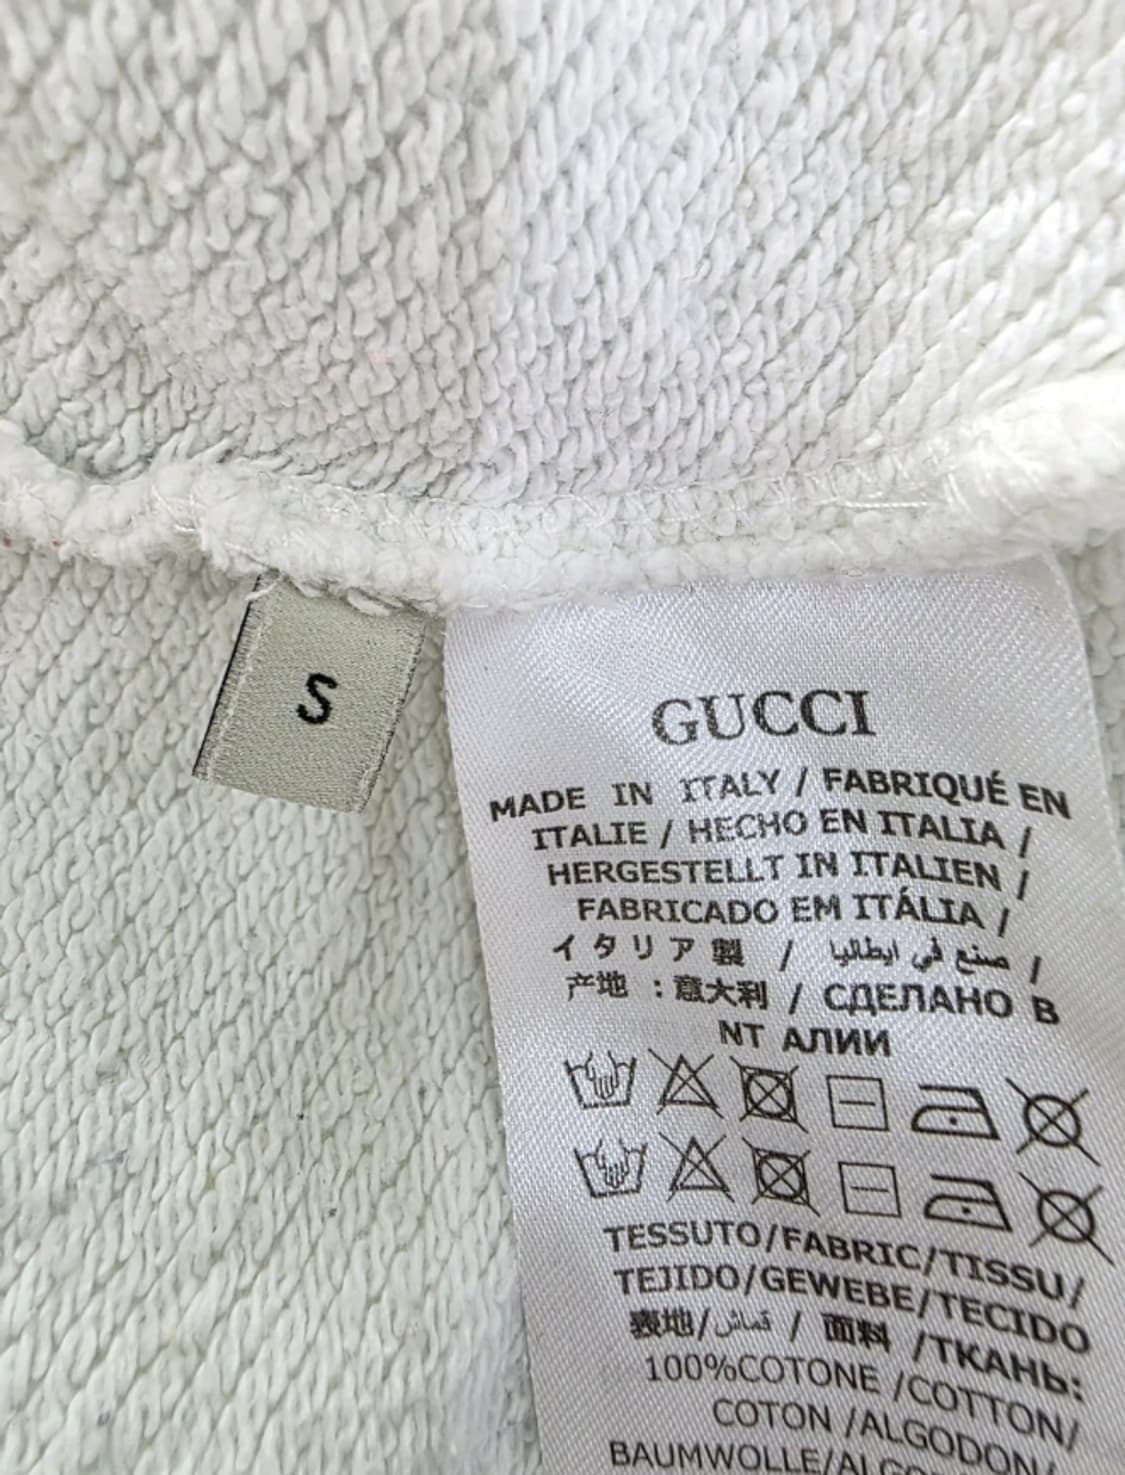 S
GUCCI
MADE IN ITALY / FABRIQUÉ EN
ITALIE / HECHO EN ITALIA /
HERGESTELLT IN ITALIEN /
FABRICADO EM ITÁLIA /
イタリア製 / صنع في ايطاليا /
产地 : 意大利 / СДЕЛАНО В
NT АЛИИ
TESSUTO/FABRIC/TISSU/
TEJIDO/GEWEBE/TECIDO
表地/قماش / 面料 /ТКАНЬ:
100%COTONE /COTTON/
COTON /ALGODON/
BAUMWOLLE/ALGO